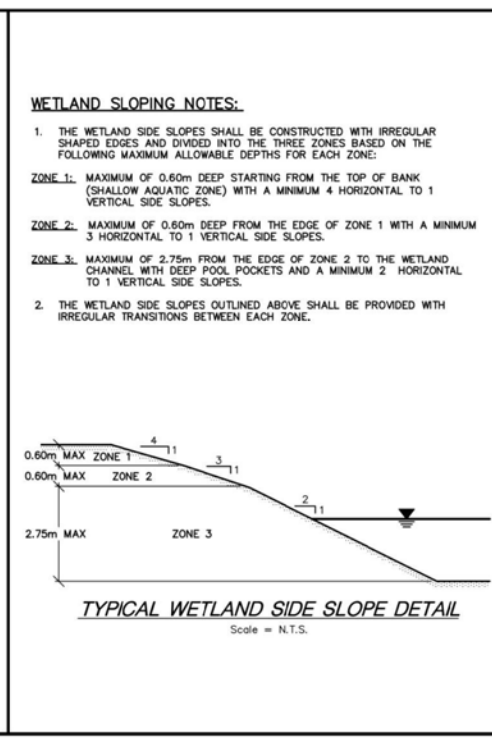 WETLAND SLOPING NOTES:
1. THE WETLAND SIDE SLOPES SHALL BE CONSTRUCTED WITH IRREGULAR
SHAPED EDGES AND DIVIDED INTO THE THREE ZONES BASED ON THE
FOLLOWING MAXIMUM ALLOWABLE DEPTHS FOR EACH ZONE:
ZONE 1: MAXIMUM OF 0.60m DEEP STARTING FROM THE TOP OF BANK
(SHALLOW AQUATIC ZONE) WITH A MINIMUM 4 HORIZONTAL TO 1
VERTICAL SIDE SLOPES.
ZONE 2: MAXIMUM OF 0.60m DEEP FROM THE EDGE OF ZONE 1 WITH A MINIMUM
3 HORIZONTAL TO 1 VERTICAL SIDE SLOPES.
ZONE 3: MAXIMUM OF 2.75m FROM THE EDGE OF ZONE 2 TO THE WETLAND
CHANNEL WITH DEEP POOL POCKETS AND A MINIMUM 2 HORIZONTAL
TO 1 VERTICAL SIDE SLOPES.
2. THE WETLAND SIDE SLOPES OUTLINED ABOVE SHALL BE PROVIDED WITH
IRREGULAR TRANSITIONS BETWEEN EACH ZONE.
4
1
0.60m MAX ZONE 1
3
1
0.60m MAX ZONE 2
2
1
2.75m MAX ZONE 3
TYPICAL WETLAND SIDE SLOPE DETAIL
Scale = N.T.S.